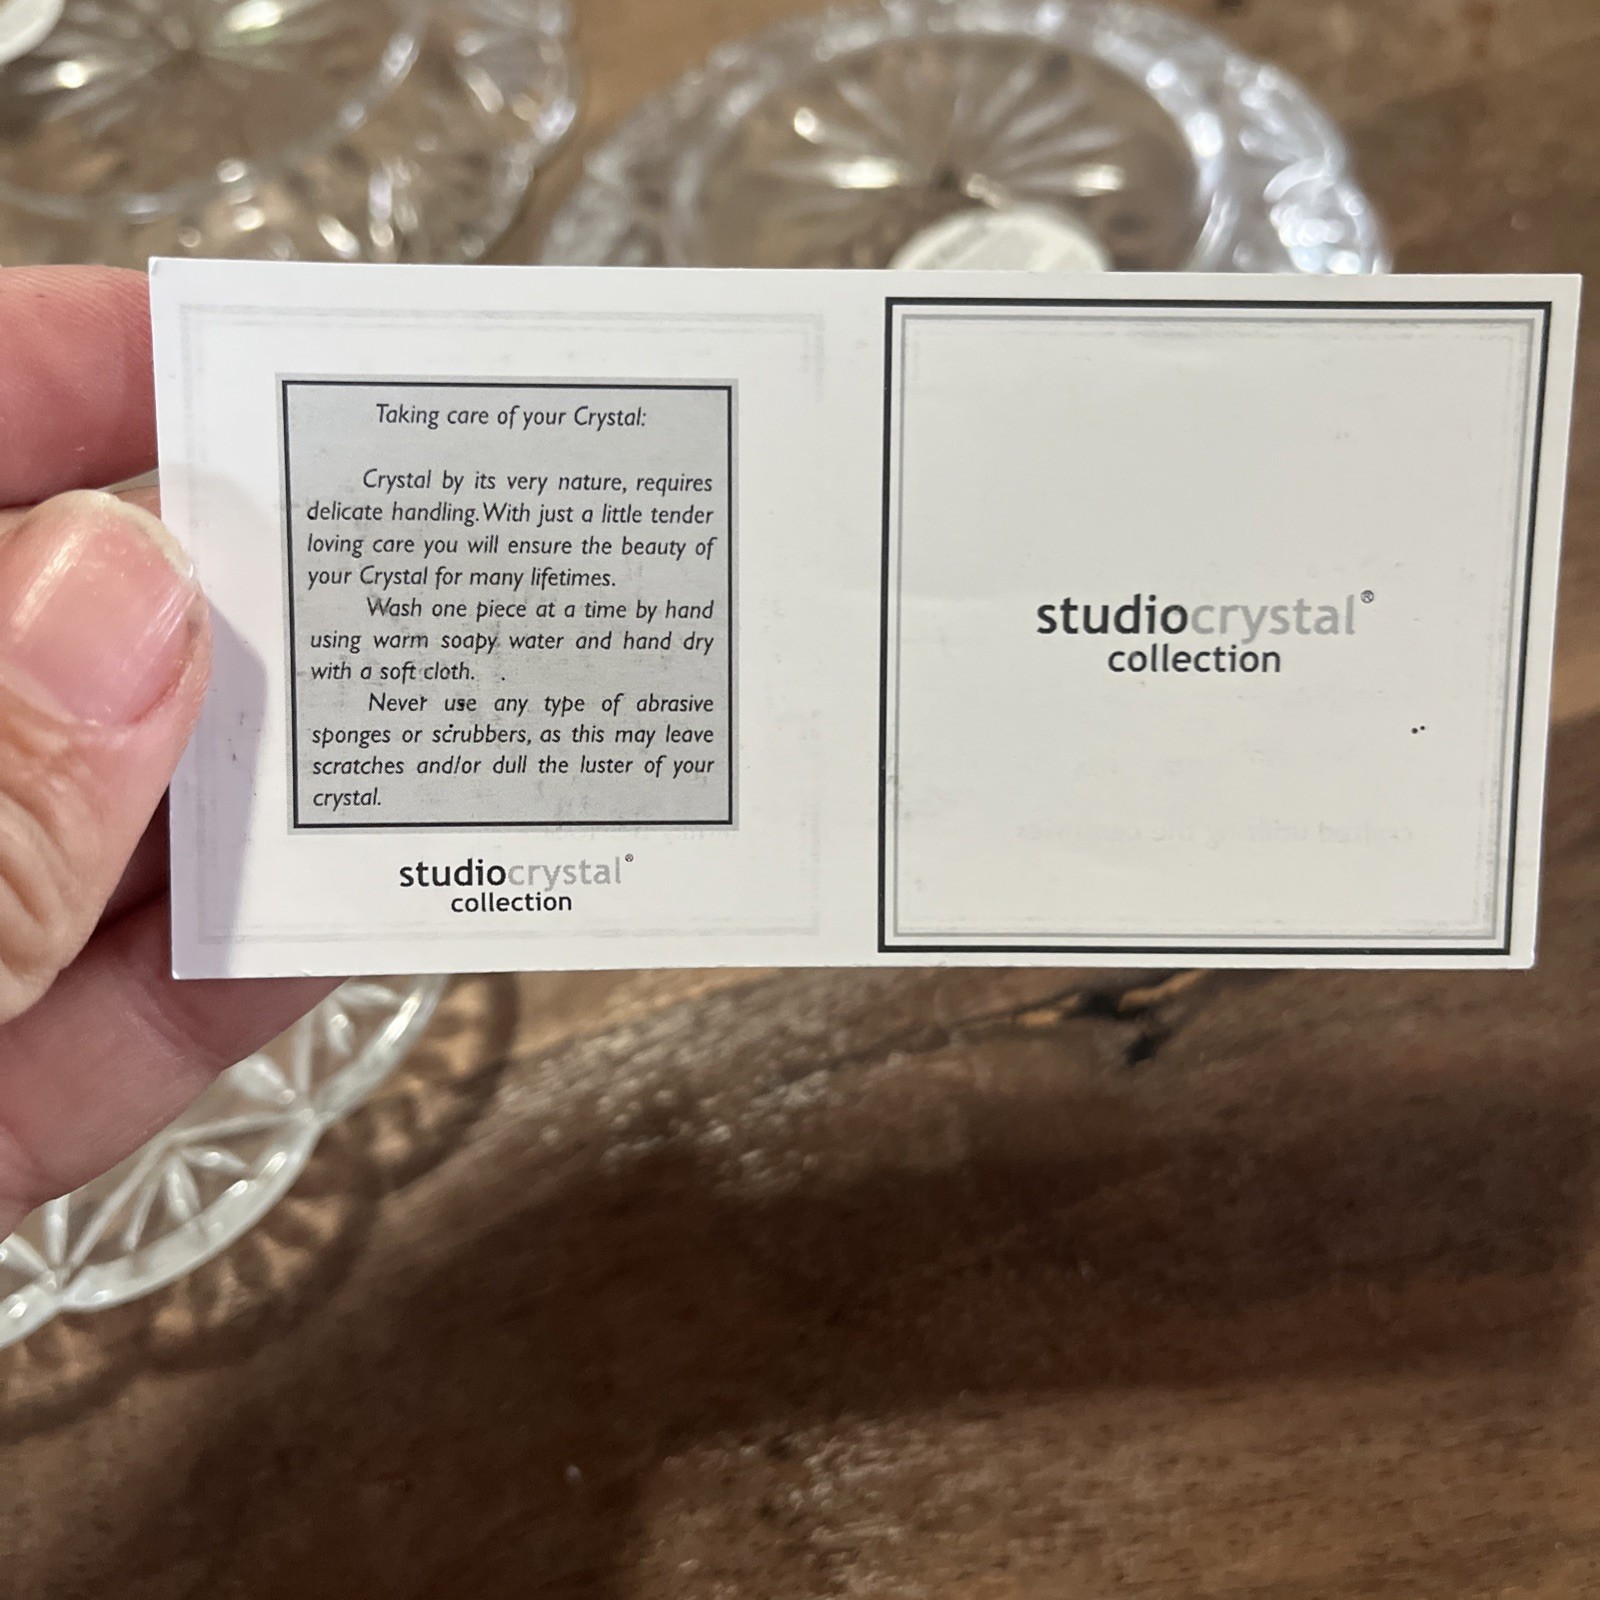 Taking care of your Crystal:
Crystal by its very nature, requires
delicate handling. With just a little tender
loving care you will ensure the beauty of
your Crystal for many lifetimes.
Wash one piece at a time by hand
using warm soapy water and hand dry
with a soft cloth.
Never use any type of abrasive
sponges or scrubbers, as this may leave
scratches and/or dull the luster of your
crystal.
studiocrystal®
collection
studiocrystal®
collection